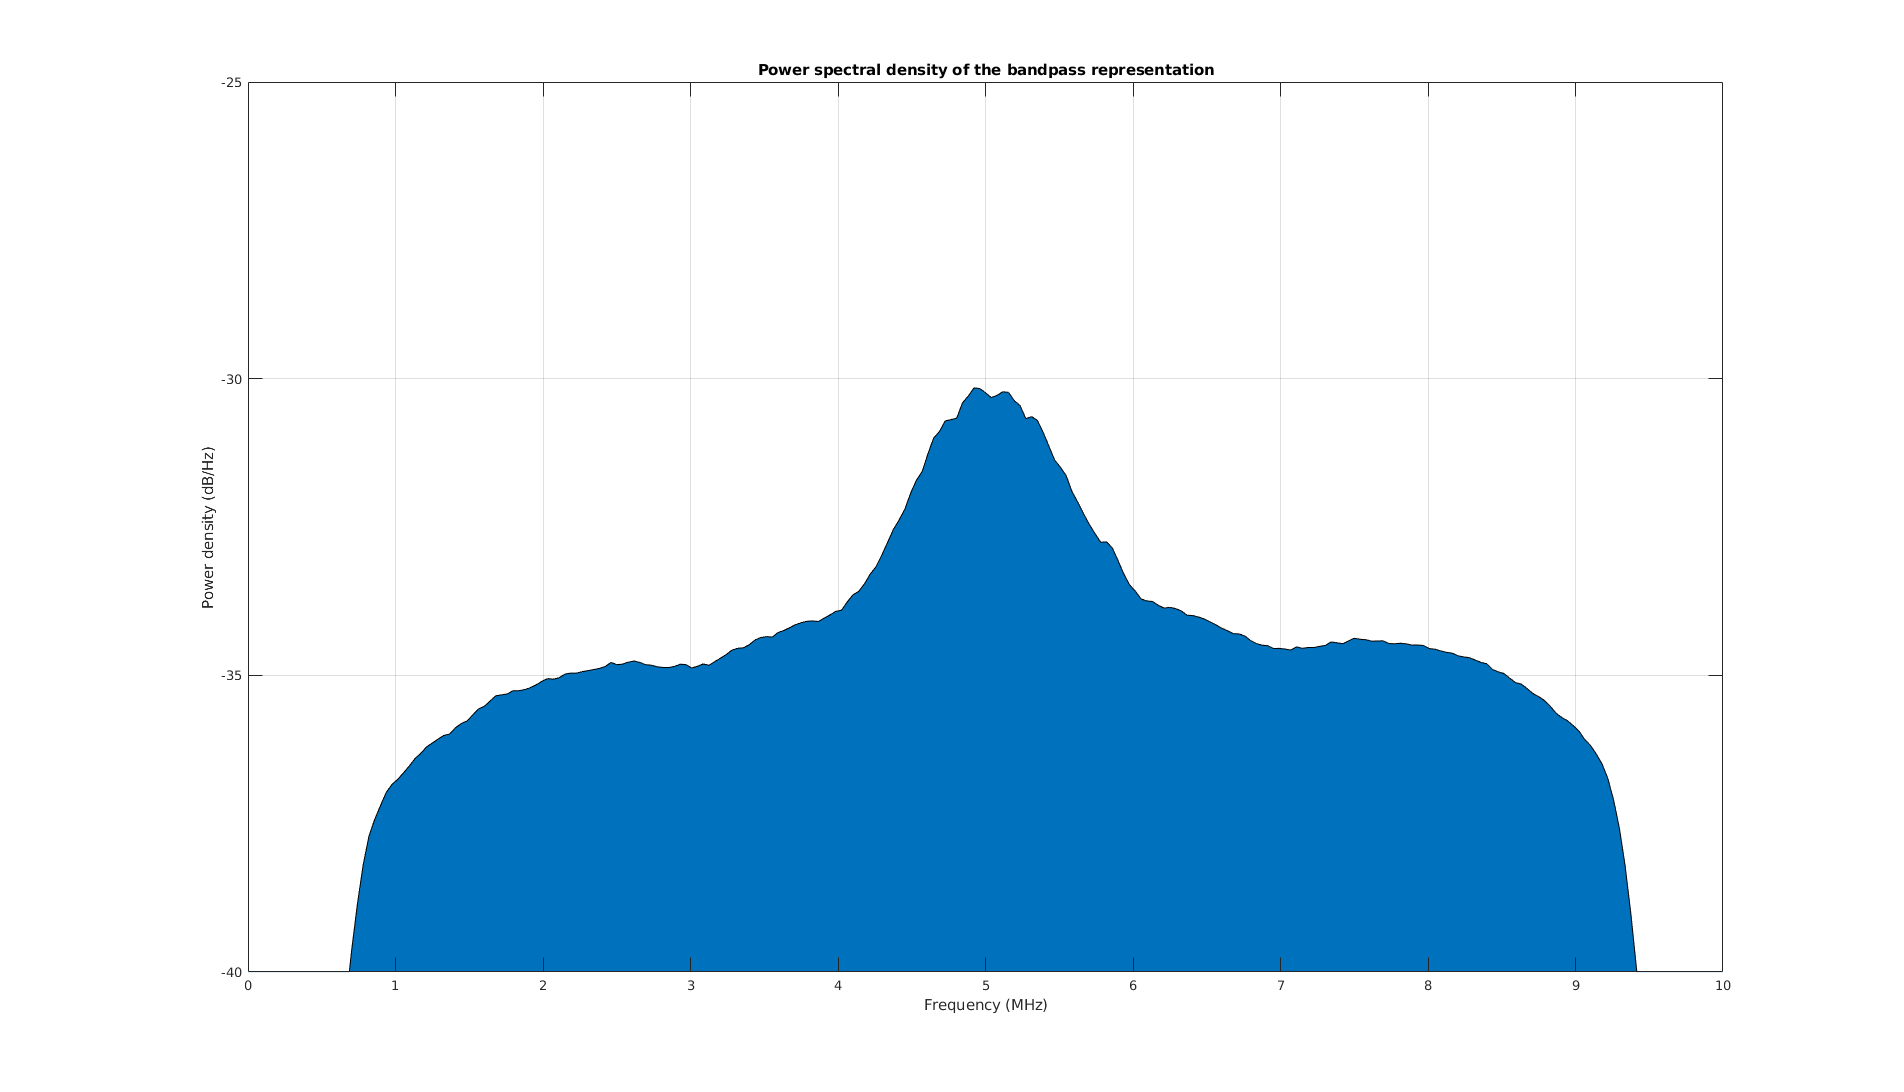 Power spectral density of the bandpass representation
-25
-30
-35
-40
Power density (dB/Hz)
0 1 2 3 4 5 6 7 8 9 10
Frequency (MHz)